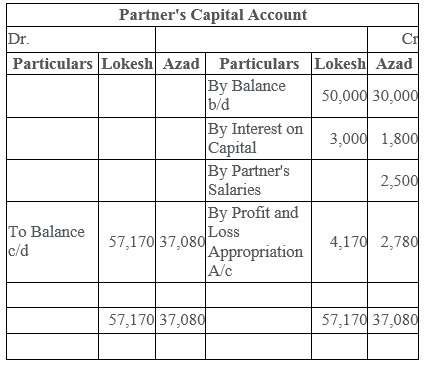 Partner's Capital Account
Dr. Cr
Particulars Lokesh Azad Particulars Lokesh Azad
By Balance b/d 50,000 30,000
By Interest on Capital 3,000 1,800
By Partner's Salaries 2,500
To Balance c/d 57,170 37,080 By Profit and Loss Appropriation A/c 4,170 2,780
57,170 37,080 57,170 37,080